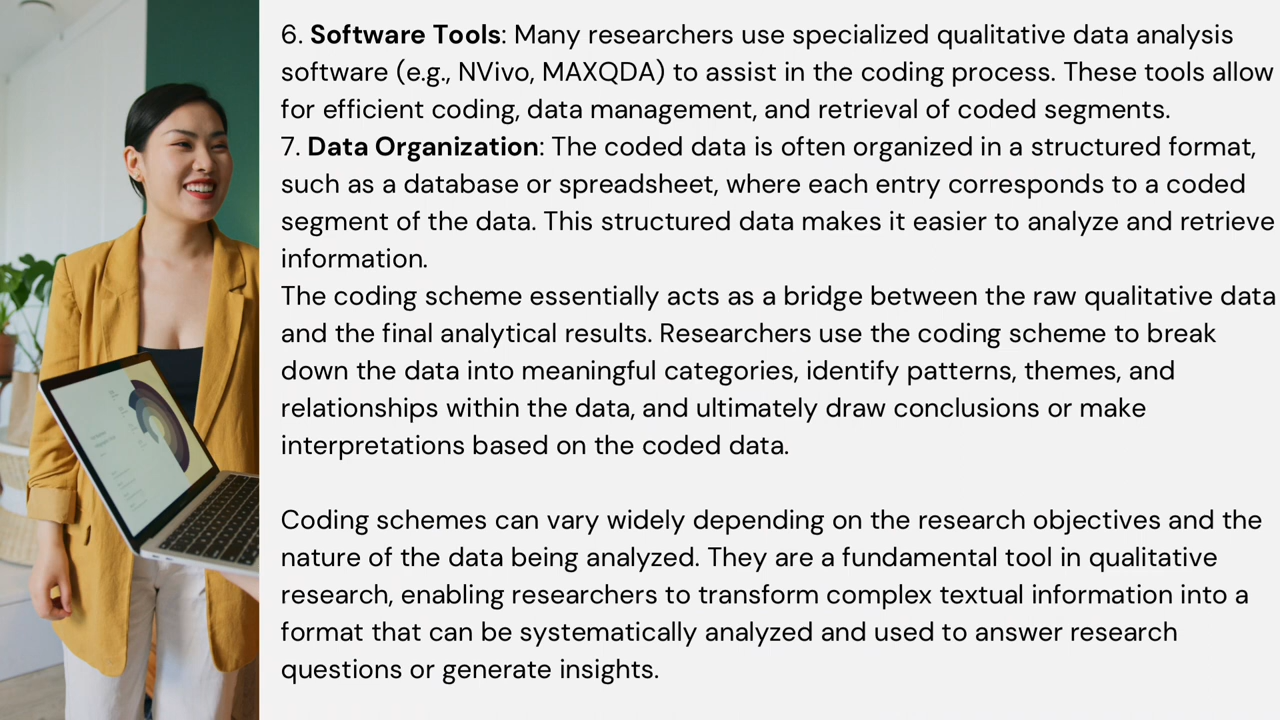 6. Software Tools: Many researchers use specialized qualitative data analysis
software (e.g., NVivo, MAXQDA) to assist in the coding process. These tools allow
for efficient coding, data management, and retrieval of coded segments.
7. Data Organization: The coded data is often organized in a structured format,
such as a database or spreadsheet, where each entry corresponds to a coded
segment of the data. This structured data makes it easier to analyze and retrieve
information.
The coding scheme essentially acts as a bridge between the raw qualitative data
and the final analytical results. Researchers use the coding scheme to break
down the data into meaningful categories, identify patterns, themes, and
relationships within the data, and ultimately draw conclusions or make
interpretations based on the coded data.
Coding schemes can vary widely depending on the research objectives and the
nature of the data being analyzed. They are a fundamental tool in qualitative
research, enabling researchers to transform complex textual information into a
format that can be systematically analyzed and used to answer research
questions or generate insights.